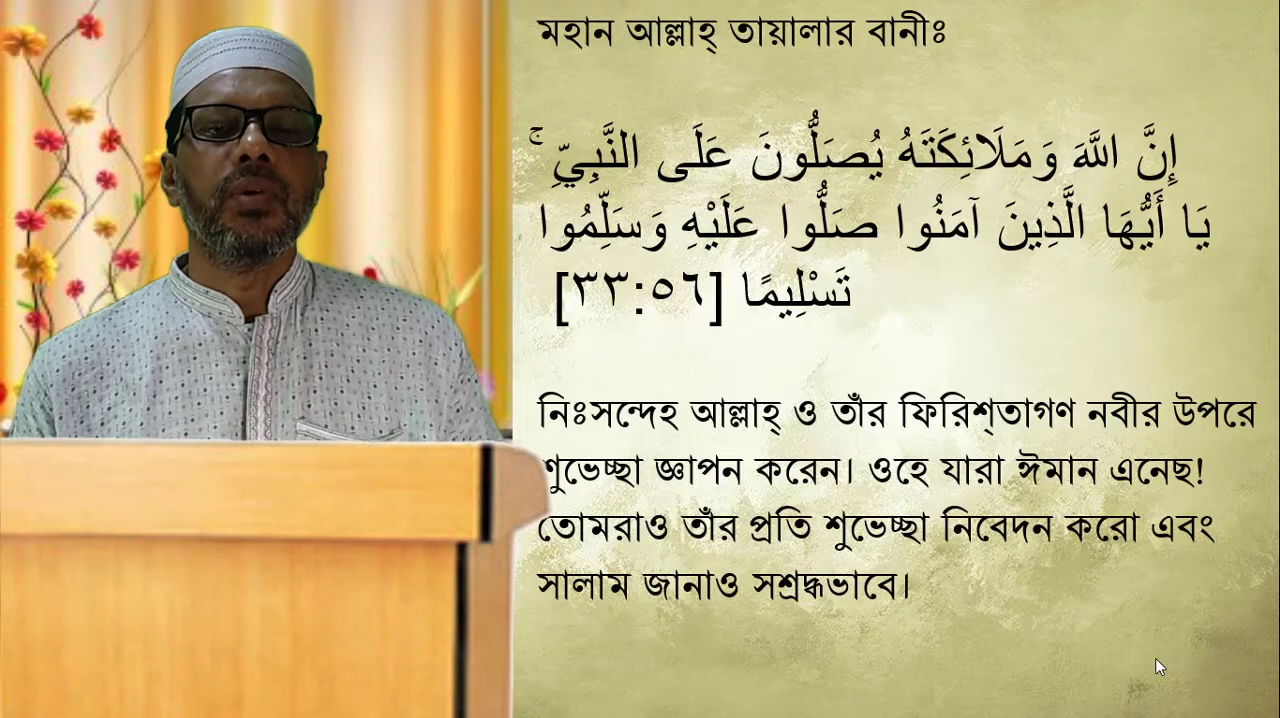 মহান আল্লাহ্ তায়ালার বানীঃ
إِنَّ اللَّهَ وَمَلَائِكَتَهُ يُصَلُّونَ عَلَى النَّبِيِّ ۚ
يَا أَيُّهَا الَّذِينَ آمَنُوا صَلُّوا عَلَيْهِ وَسَلِّمُوا
تَسْلِيمًا [٣٣:٥٦]
নিঃসন্দেহ আল্লাহ্ ও তাঁর ফিরিশ্‌তাগণ নবীর উপরে
শুভেচ্ছা জ্ঞাপন করেন। ওহে যারা ঈমান এনেছ!
তোমরাও তাঁর প্রতি শুভেচ্ছা নিবেদন করো এবং
সালাম জানাও সশ্রদ্ধভাবে।